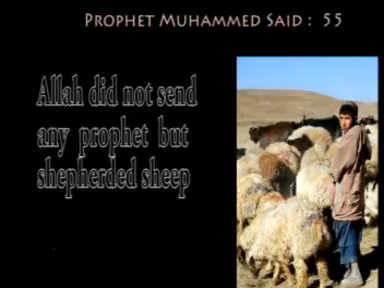 PROPHET MUHAMMED SAID : 55
Allah did not send
any prophet but
shepherded sheep